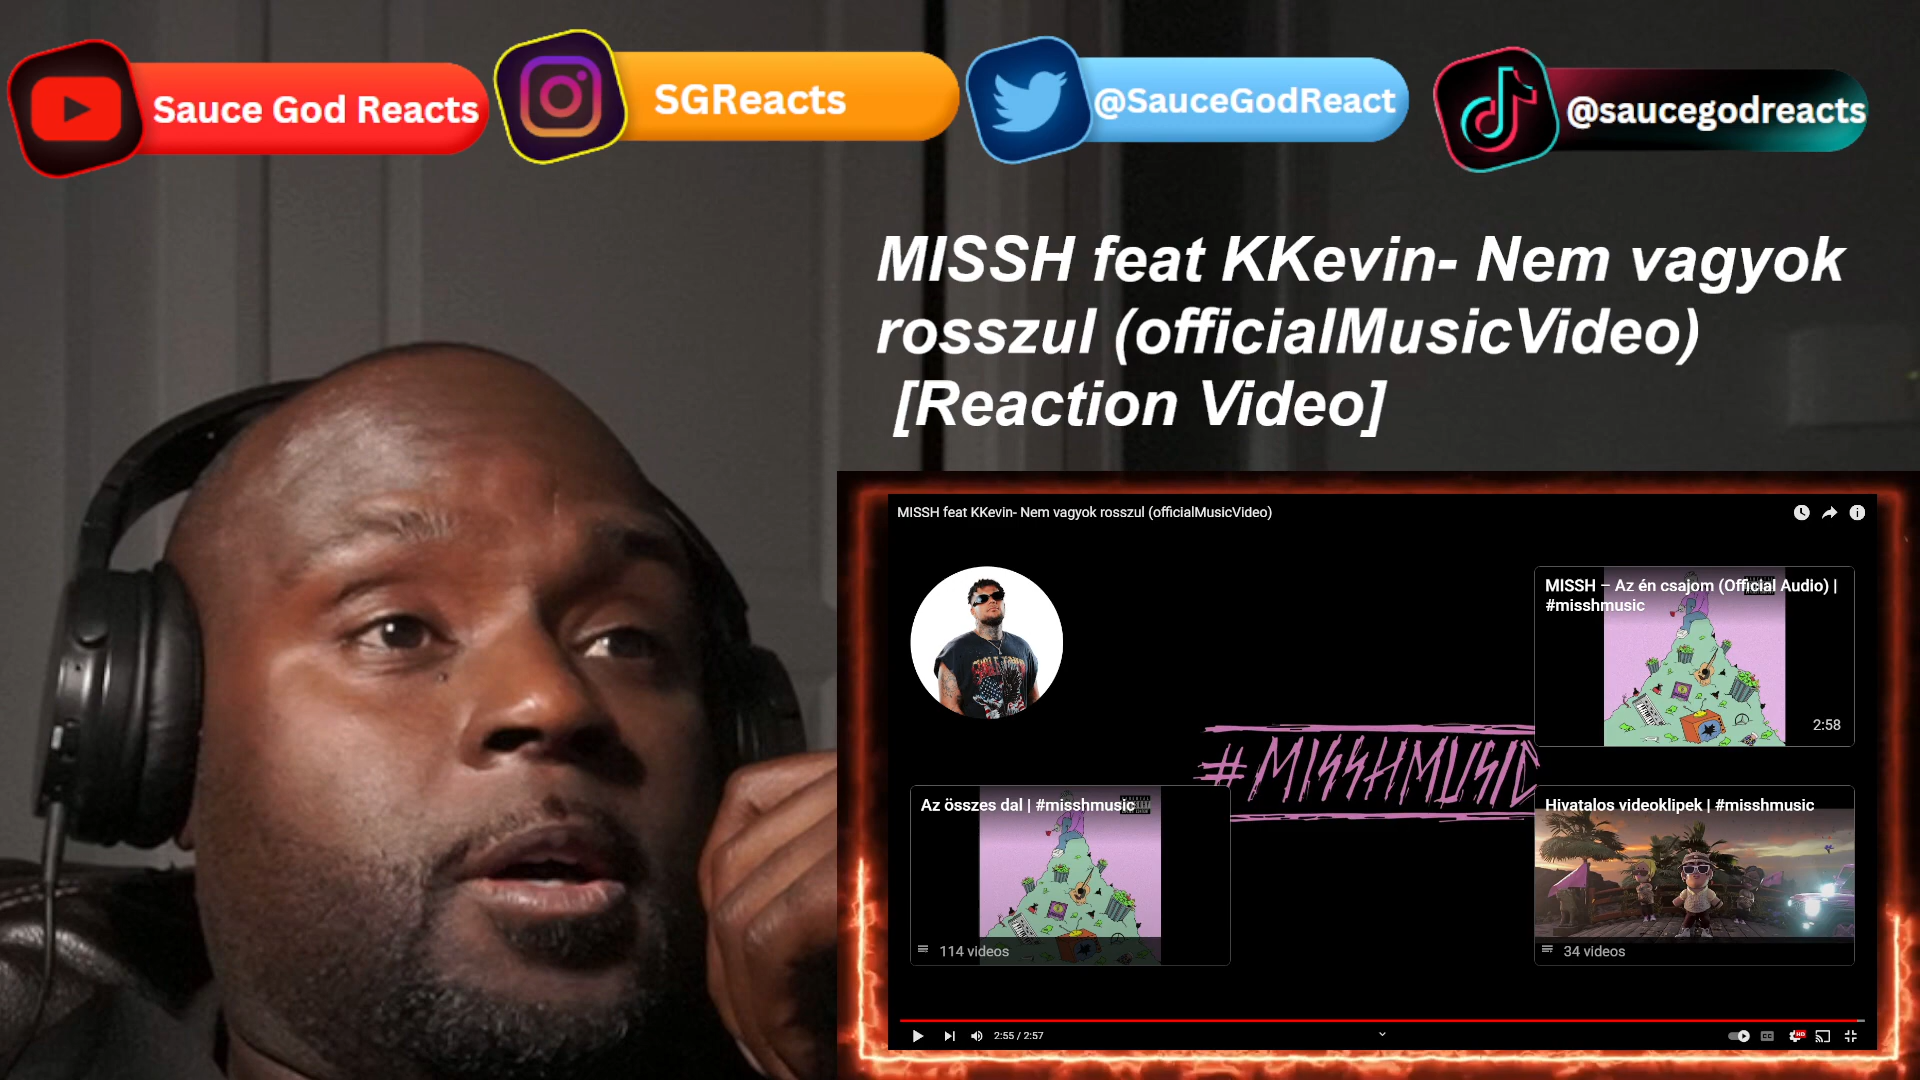 Sauce God Reacts
SGReacts
@SauceGodReact
@saucegodreacts
MISSH feat KKevin- Nem vagyok
rosszul (officialMusicVideo)
[Reaction Video]
MISSH feat KKevin- Nem vagyok rosszul (officialMusicVideo)
MISSH – Az én csajom (Official Audio) |
#misshmusic
2:58
#MISSHMUSIC
Az összes dal | #misshmusic
114 videos
Hivatalos videoklipek | #misshmusic
34 videos
2:55 / 2:57
CC
HD